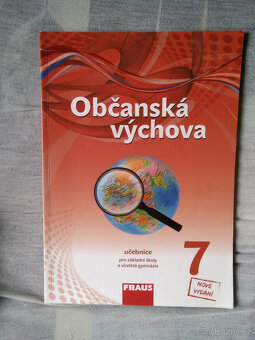 Občanská
výchova
učebnice
pro základní školy
a víceletá gymnázia
7
NOVÉ
VYDÁNÍ
FRAUS